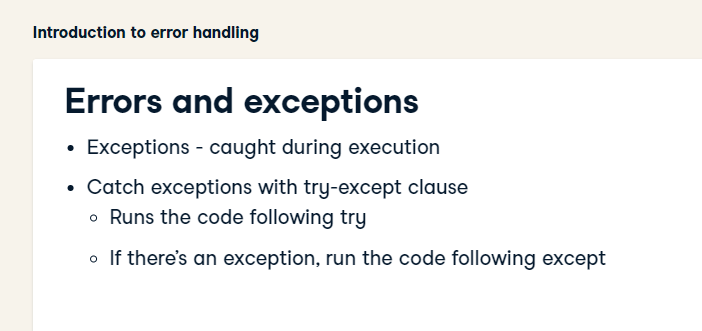 Introduction to error handling
Errors and exceptions
• Exceptions - caught during execution
• Catch exceptions with try-except clause
◦ Runs the code following try
◦ If there's an exception, run the code following except